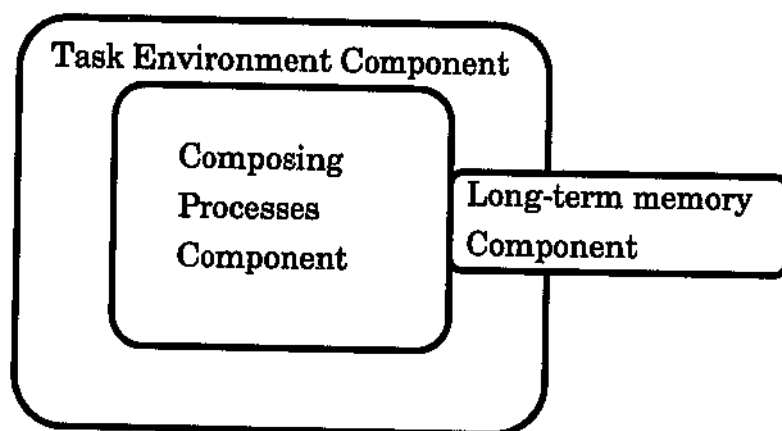 Task Environment Component
Composing
Processes
Component
Long-term memory
Component